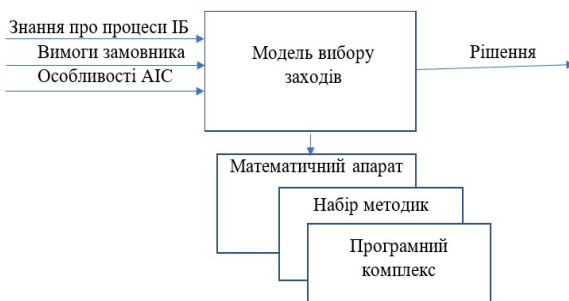 Знання про процеси ІБ
Вимоги замовника
Особливості АІС
Модель вибору
заходів
Рішення
Математичний апарат
Набір методик
Програмний
комплекс